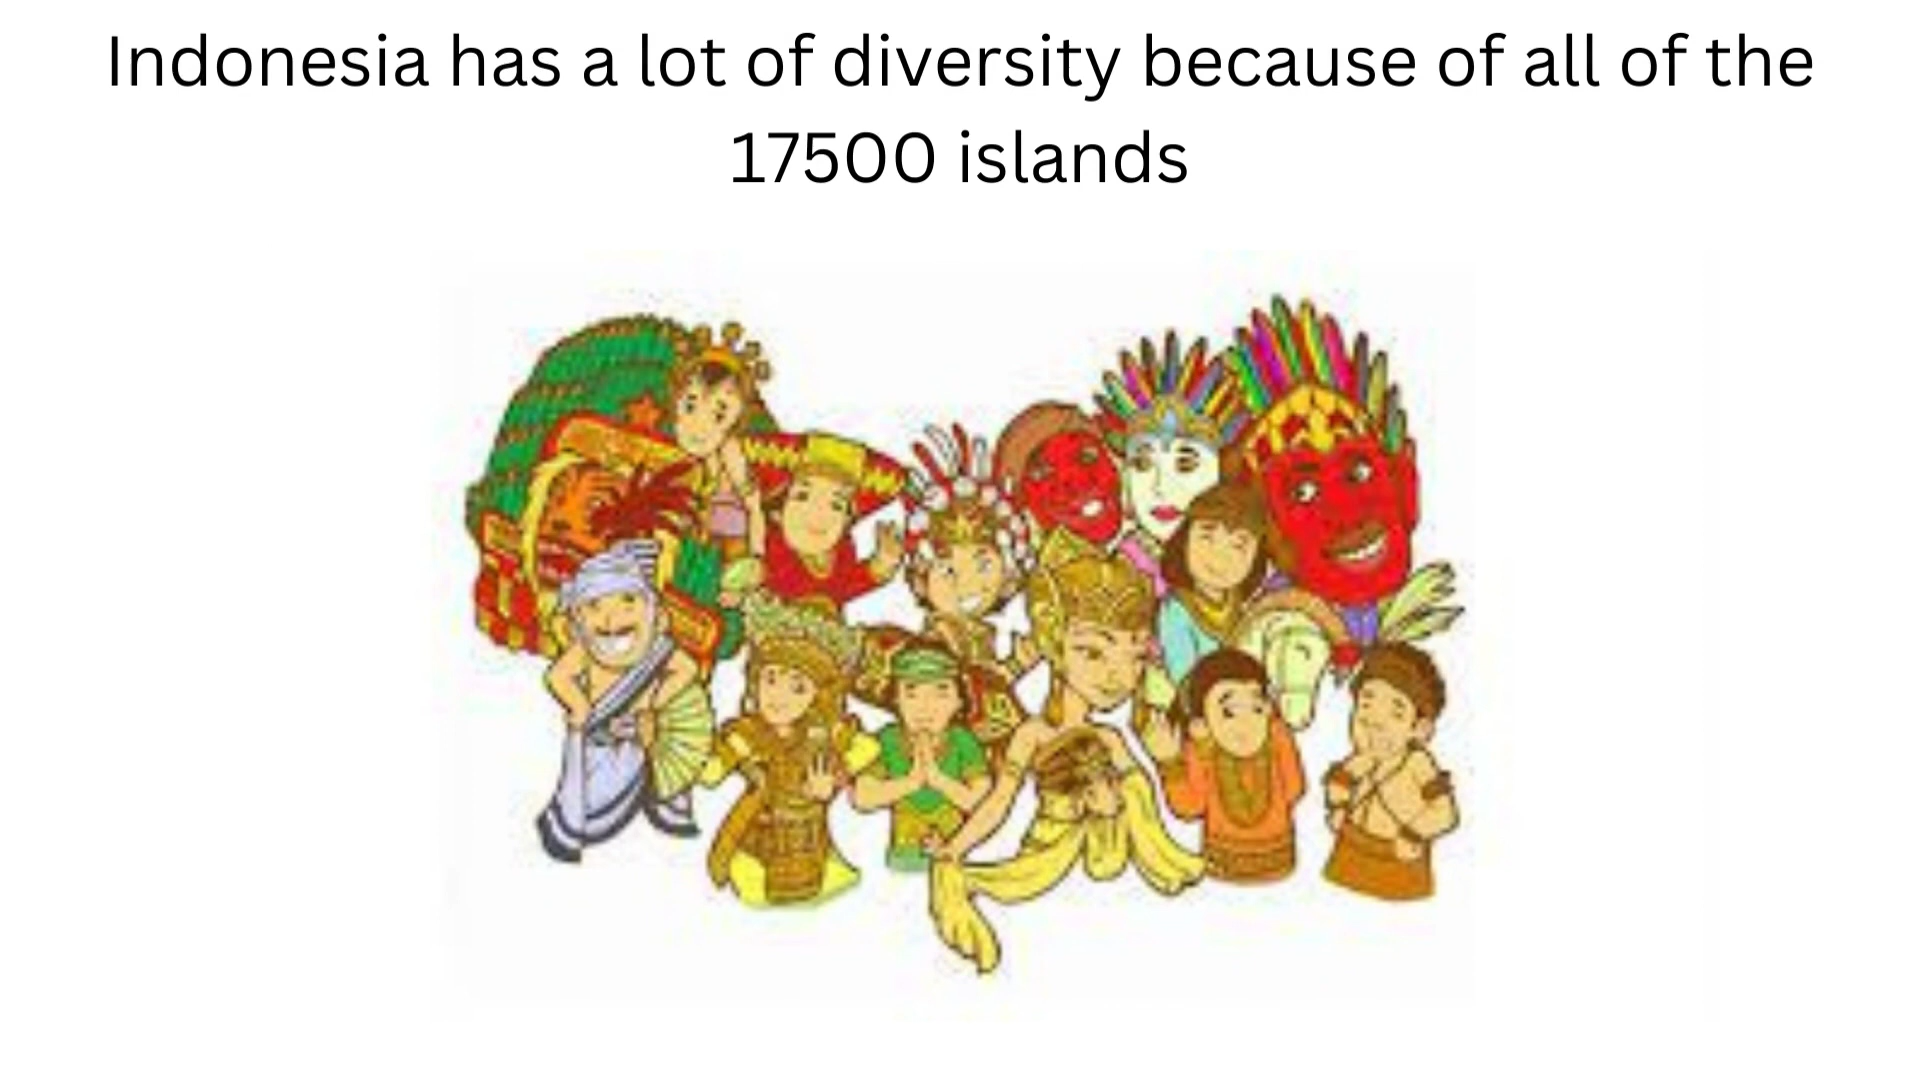 Indonesia has a lot of diversity because of all of the
17500 islands